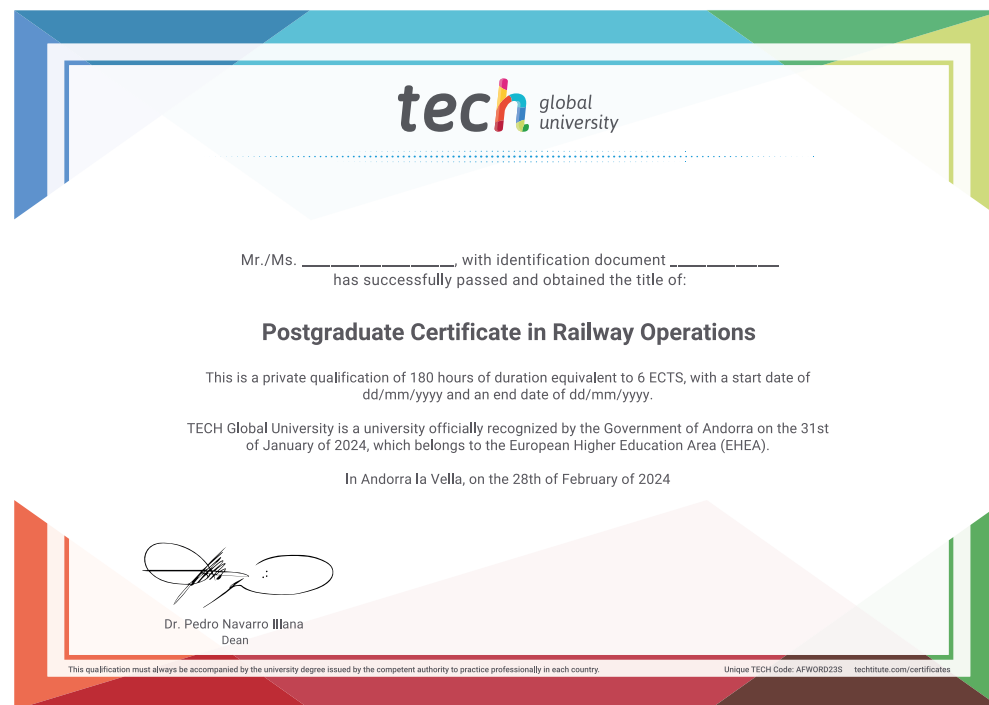 tech global
university
Mr./Ms. __________________, with identification document _____________
has successfully passed and obtained the title of:
Postgraduate Certificate in Railway Operations
This is a private qualification of 180 hours of duration equivalent to 6 ECTS, with a start date of
dd/mm/yyyy and an end date of dd/mm/yyyy.
TECH Global University is a university officially recognized by the Government of Andorra on the 31st
of January of 2024, which belongs to the European Higher Education Area (EHEA).
In Andorra la Vella, on the 28th of February of 2024
Dr. Pedro Navarro Illana
Dean
This qualification must always be accompanied by the university degree issued by the competent authority to practice professionally in each country.
Unique TECH Code: AFWORD23S techtitute.com/certificates